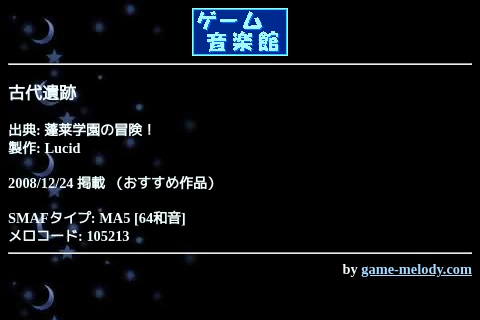 ゲーム
音楽館
古代遺跡
出典: 蓬莱学園の冒険！
製作: Lucid
2008/12/24 掲載 （おすすめ作品）
SMAFタイプ: MA5 [64和音]
メロコード: 105213
by game-melody.com